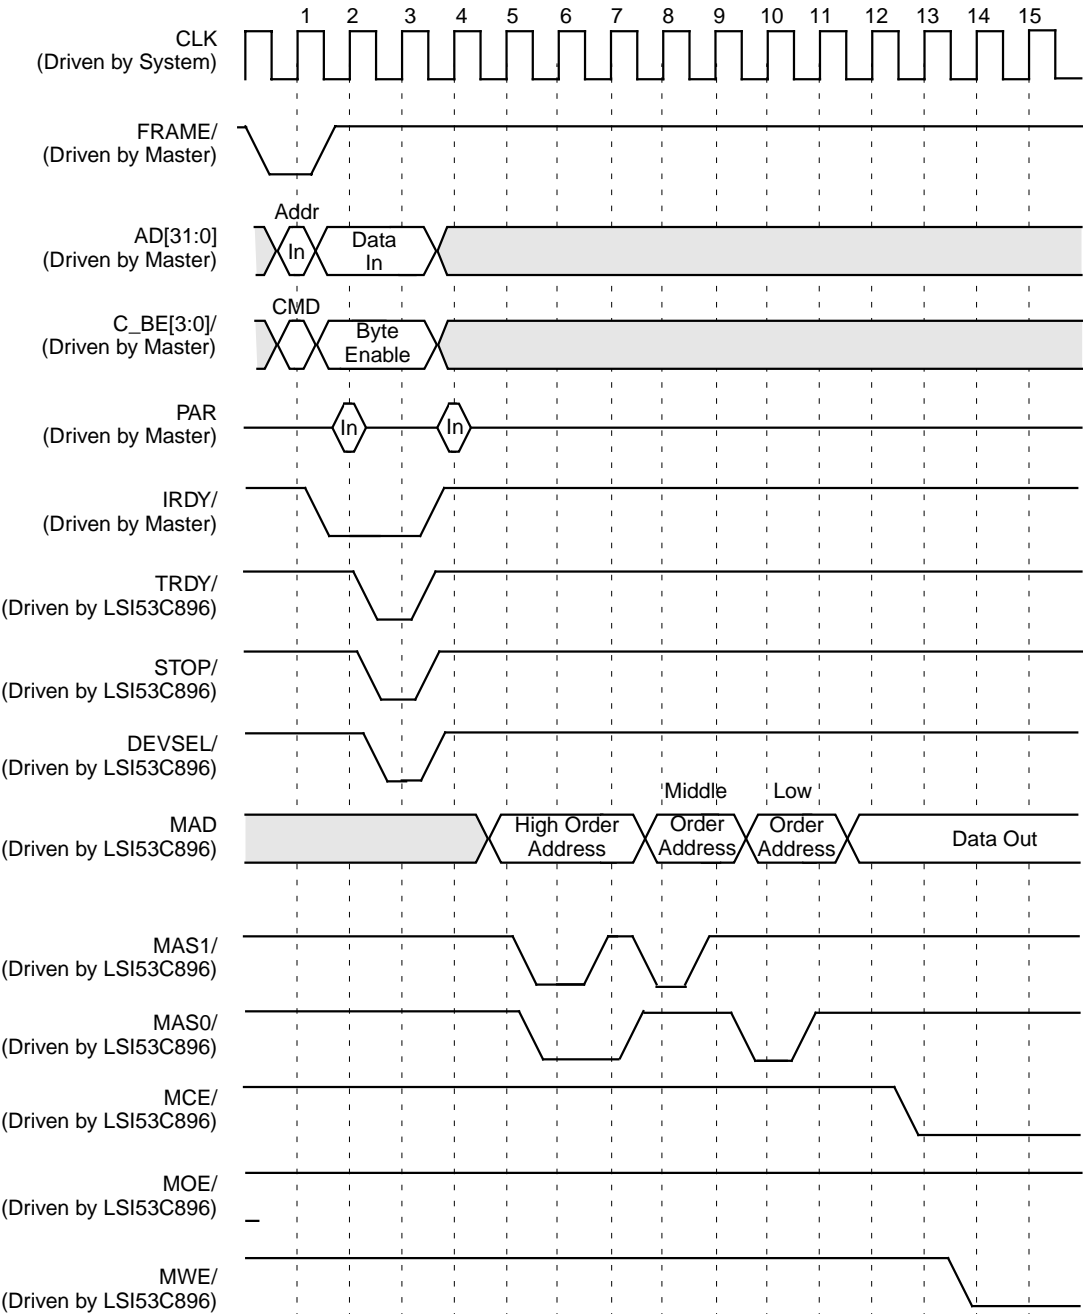 1 2 3 4 5 6 7 8 9 10 11 12 13 14 15
CLK
(Driven by System)
FRAME/
(Driven by Master)
Addr
AD[31:0]
(Driven by Master)
In
Data
In
CMD
C_BE[3:0]/
(Driven by Master)
Byte
Enable
PAR
(Driven by Master)
In
In
IRDY/
(Driven by Master)
TRDY/
(Driven by LSI53C896)
STOP/
(Driven by LSI53C896)
DEVSEL/
(Driven by LSI53C896)
MAD
(Driven by LSI53C896)
High Order
Address
Middle
Order
Address
Low
Order
Address
Data Out
MAS1/
(Driven by LSI53C896)
MAS0/
(Driven by LSI53C896)
MCE/
(Driven by LSI53C896)
MOE/
(Driven by LSI53C896)
MWE/
(Driven by LSI53C896)